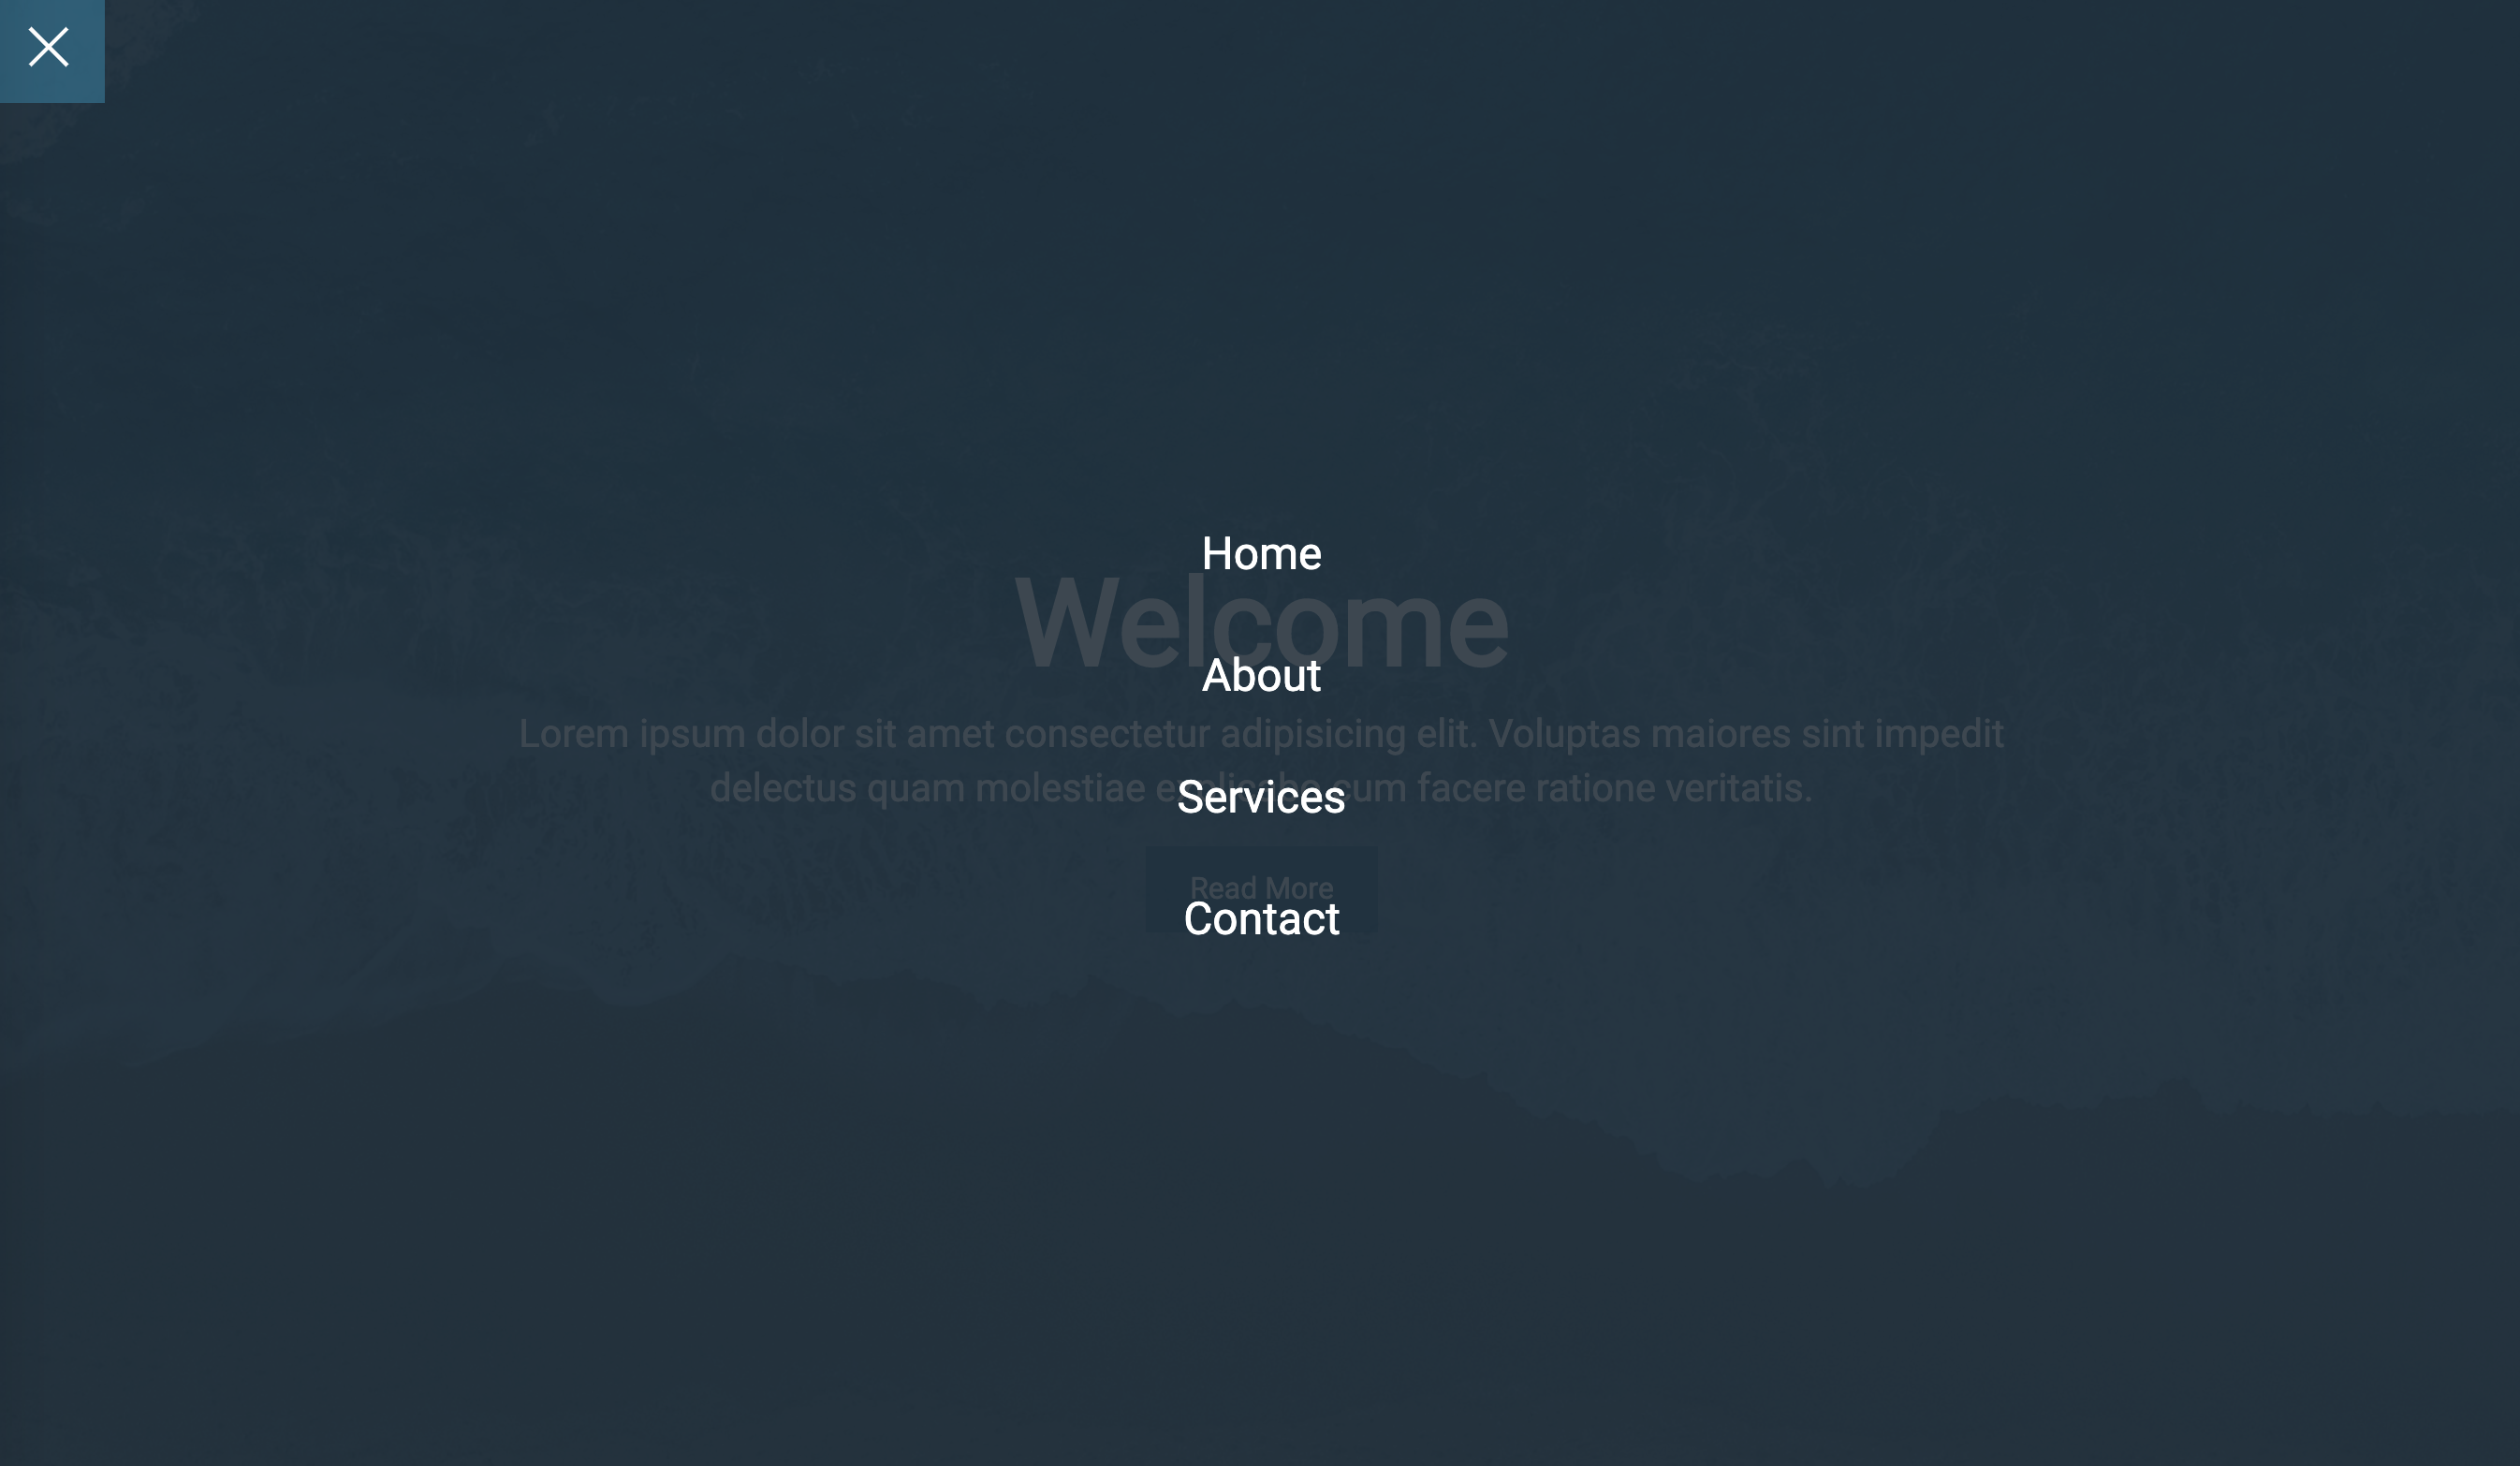 Home
Welcome
About
Lorem ipsum dolor sit amet consectetur adipisicing elit. Voluptas maiores sint impedit
delectus quam molestiae cum facere ratione veritatis.
Services
Read More
Contact